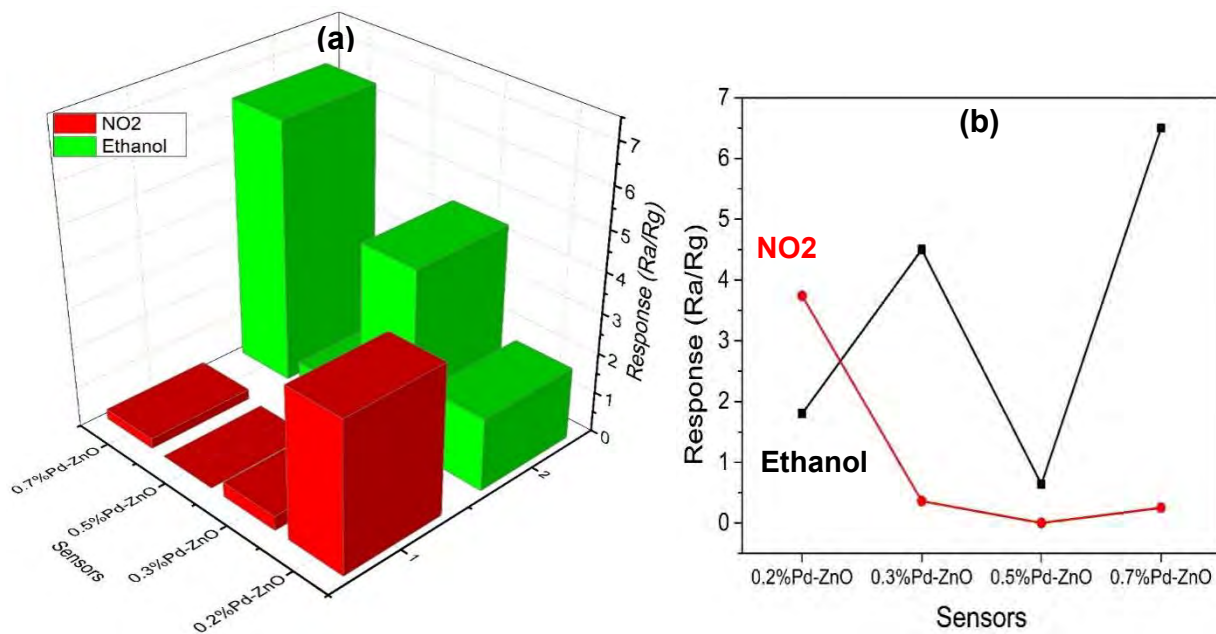 (a)
NO2
Ethanol
7
6
5
4
3
2
1
0
Response (Ra/Rg)
2
1
0.7%Pd-ZnO
0.5%Pd-ZnO
0.3%Pd-ZnO
0.2%Pd-ZnO
Sensors
(b)
7
6
5
4
3
2
1
0
Response (Ra/Rg)
NO2
Ethanol
0.2%Pd-ZnO 0.3%Pd-ZnO 0.5%Pd-ZnO 0.7%Pd-ZnO
Sensors